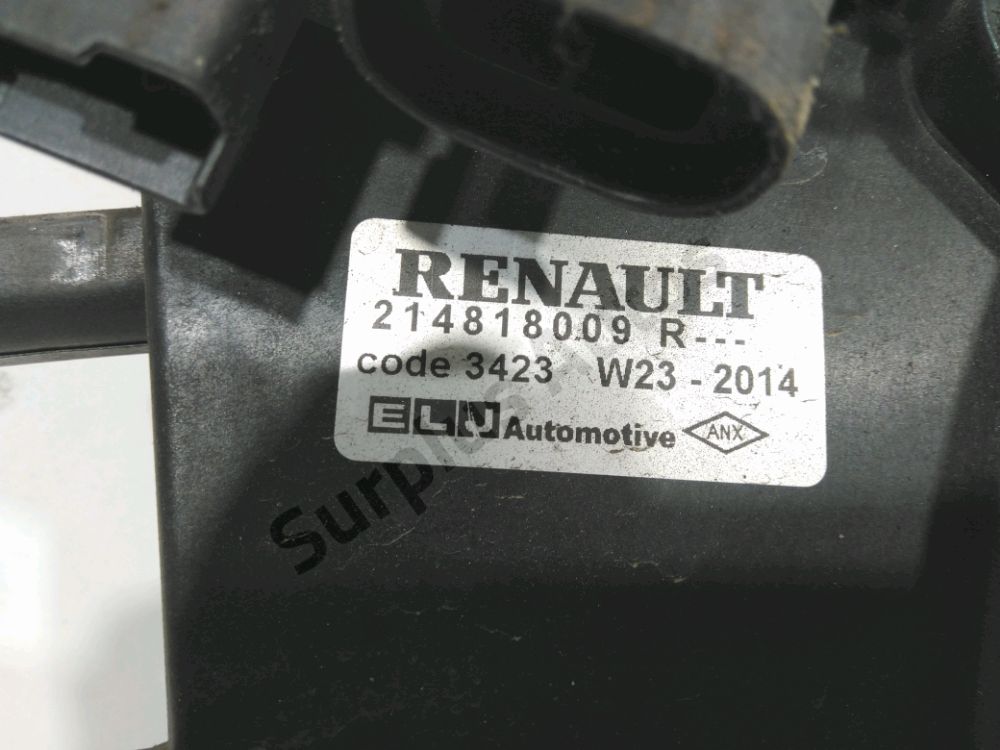 RENAULT
214818009 R---
code 3423 W23 - 2014
ELN Automotive ANX